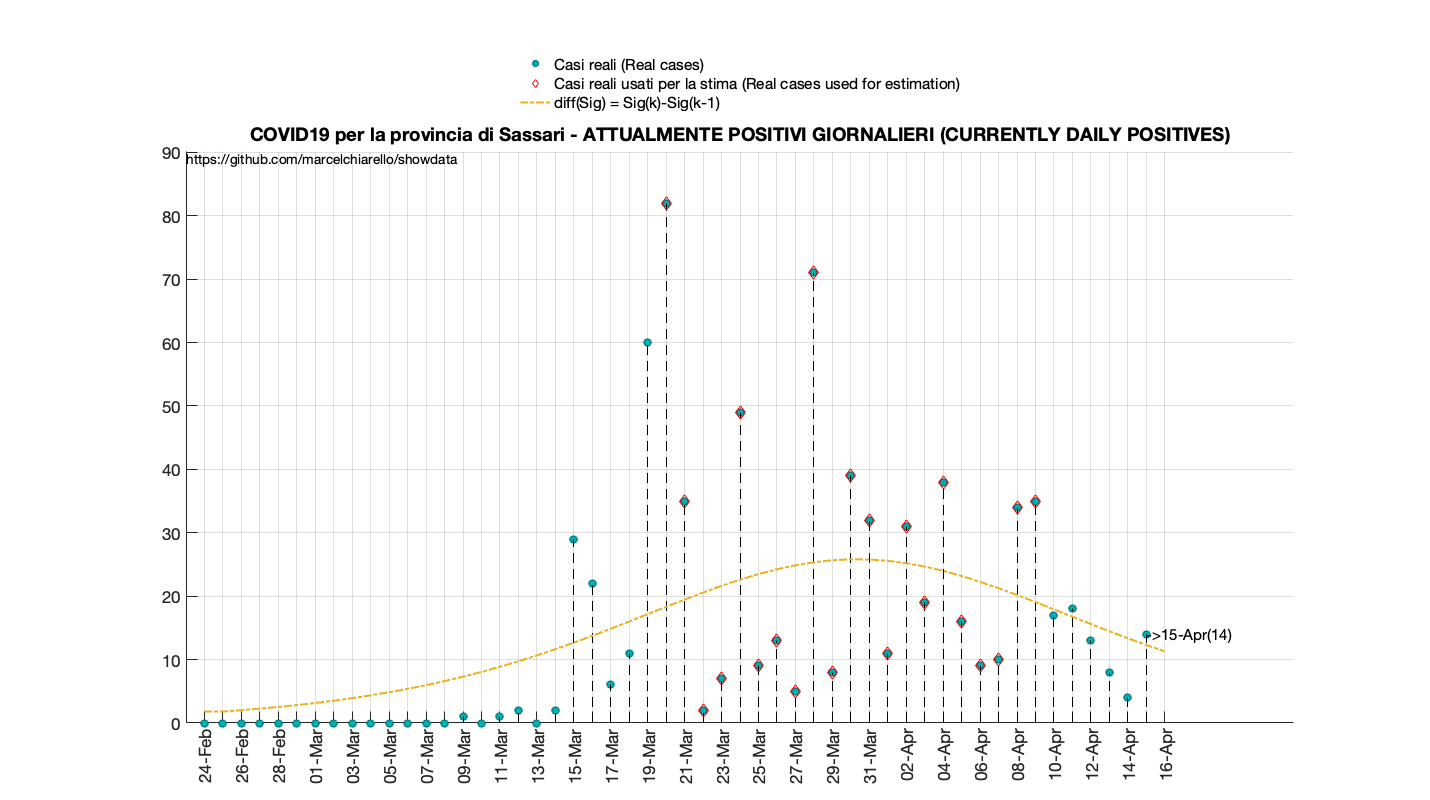 Casi reali (Real cases)
Casi reali usati per la stima (Real cases used for estimation)
diff(Sig) = Sig(k)-Sig(k-1)
COVID19 per la provincia di Sassari - ATTUALMENTE POSITIVI GIORNALIERI (CURRENTLY DAILY POSITIVES)
https://github.com/marcelchiarello/showdata
90
80
70
60
50
40
30
20
10
0
->15-Apr(14)
24-Feb
26-Feb
28-Feb
01-Mar
03-Mar
05-Mar
07-Mar
09-Mar
11-Mar
13-Mar
15-Mar
17-Mar
19-Mar
21-Mar
23-Mar
25-Mar
27-Mar
29-Mar
31-Mar
02-Apr
04-Apr
06-Apr
08-Apr
10-Apr
12-Apr
14-Apr
16-Apr